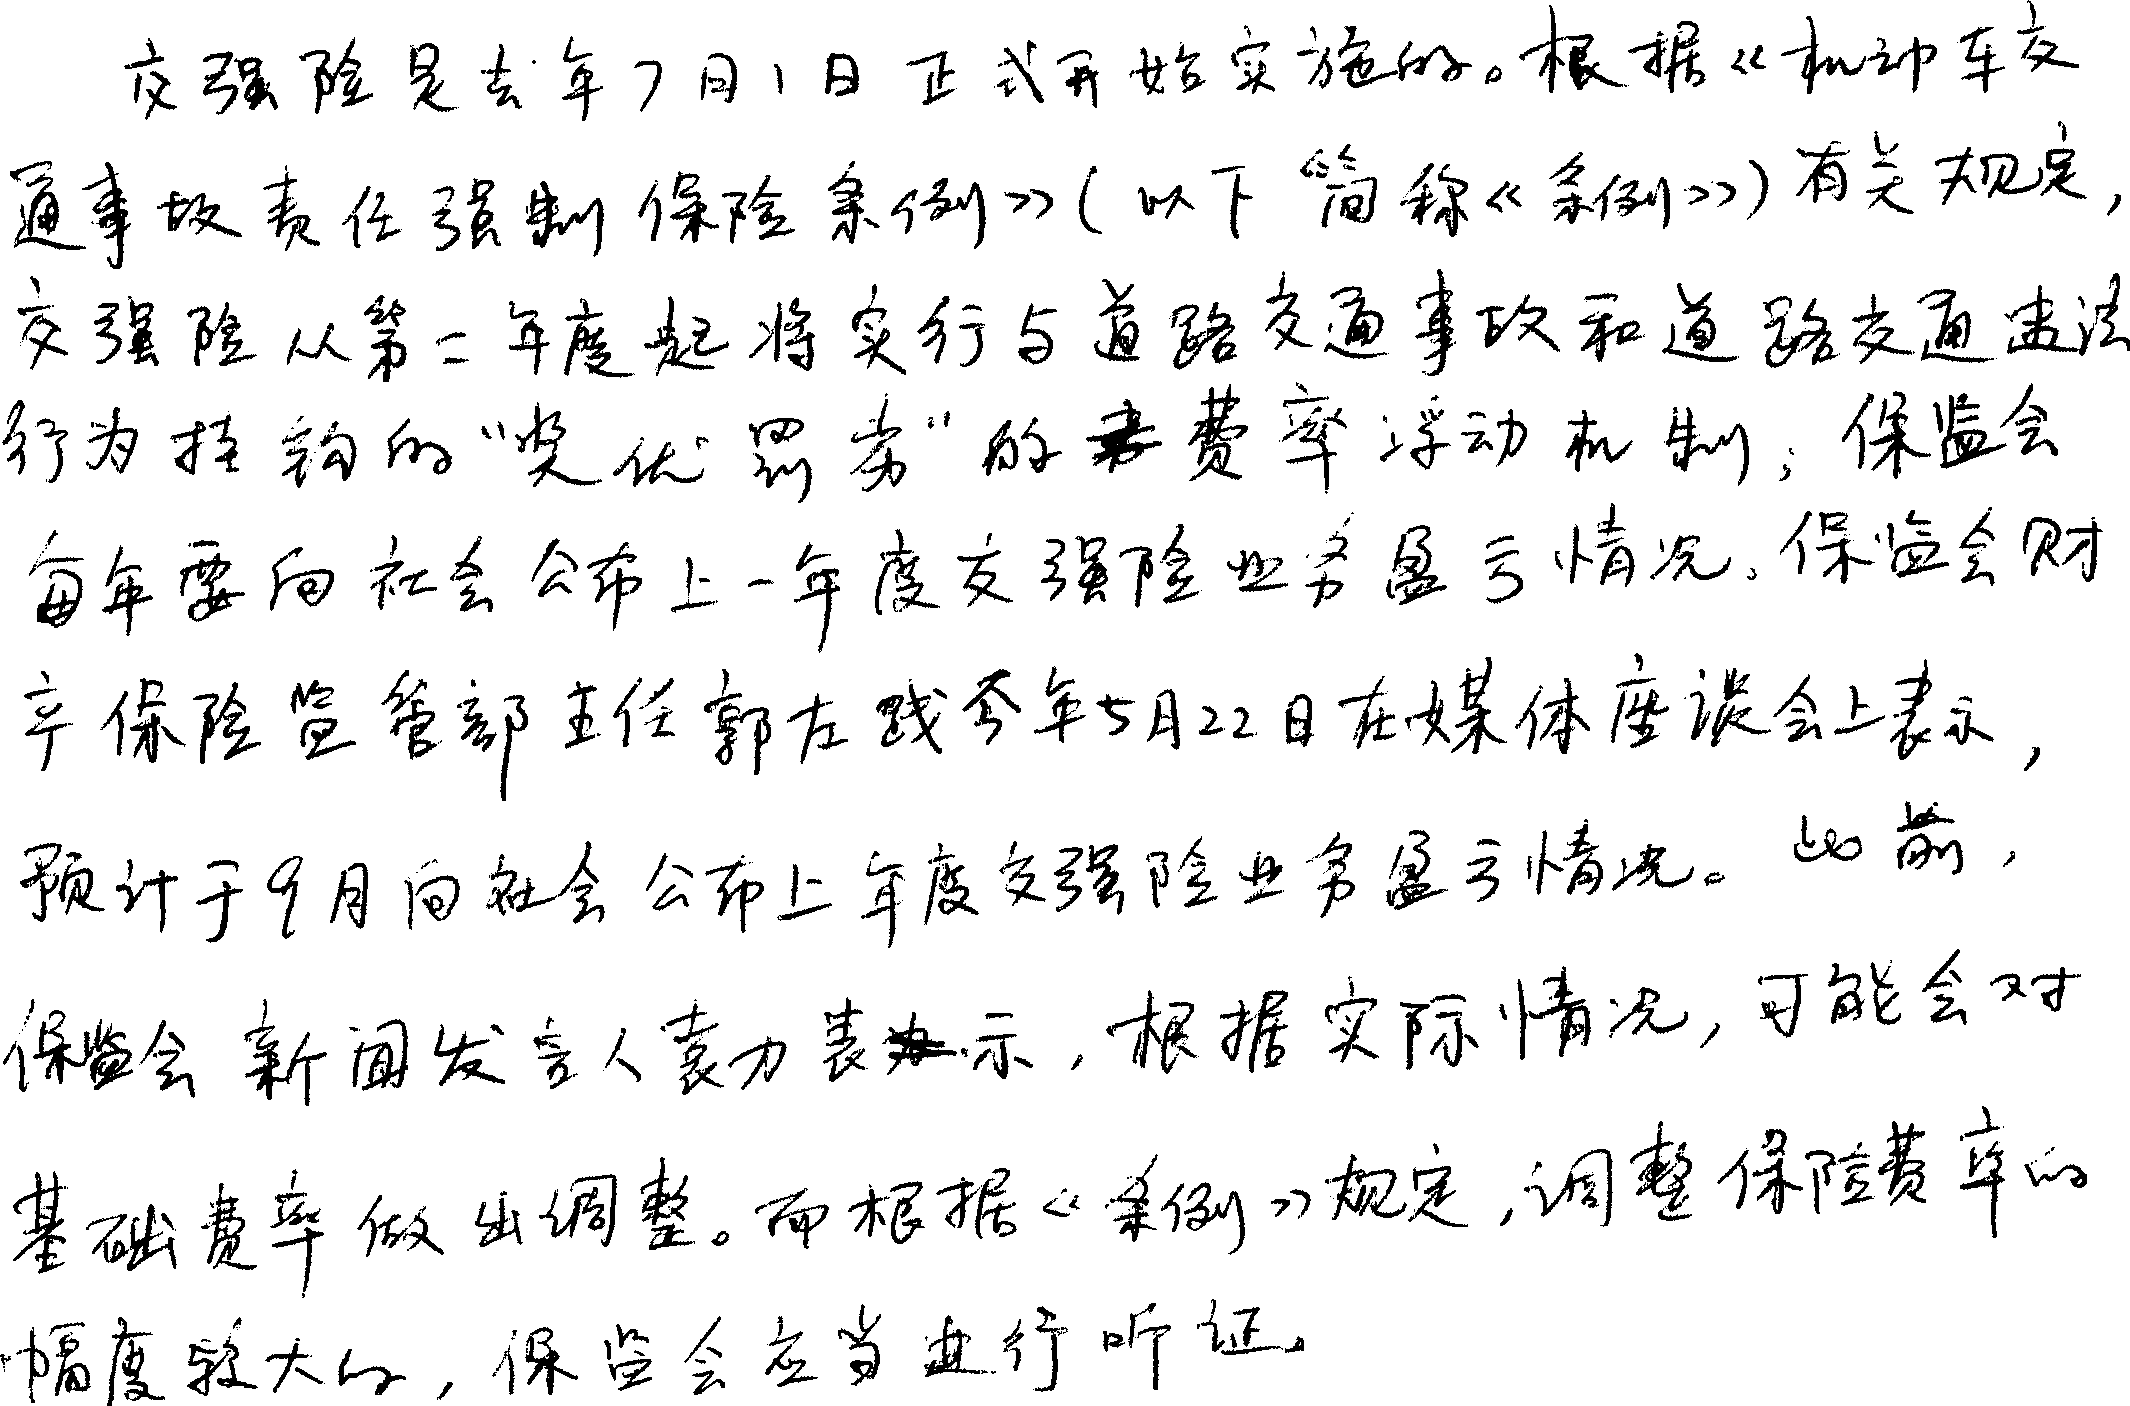 交强险是去年7月1日正式开始实施的。根据《机动车交
通事故责任强制保险条例》(以下简称《条例》)有关规定,
交强险从第二年度起将实行与道路交通事故和道路交通违法
行为挂钩的“奖优罚劣”的费率浮动机制;保监会
每年要向社会公布上一年度交强险业务盈亏情况。保监会财
产保险监管部主任郭左践今年5月22日在媒体座谈会上表示,
预计于9月向社会公布上年度交强险业务盈亏情况。此前,
保监会新闻发言人袁力表示,根据实际情况,可能会对
基础费率做出调整。而根据《条例》规定,调整保险费率的
幅度较大的,保监会应当进行听证。